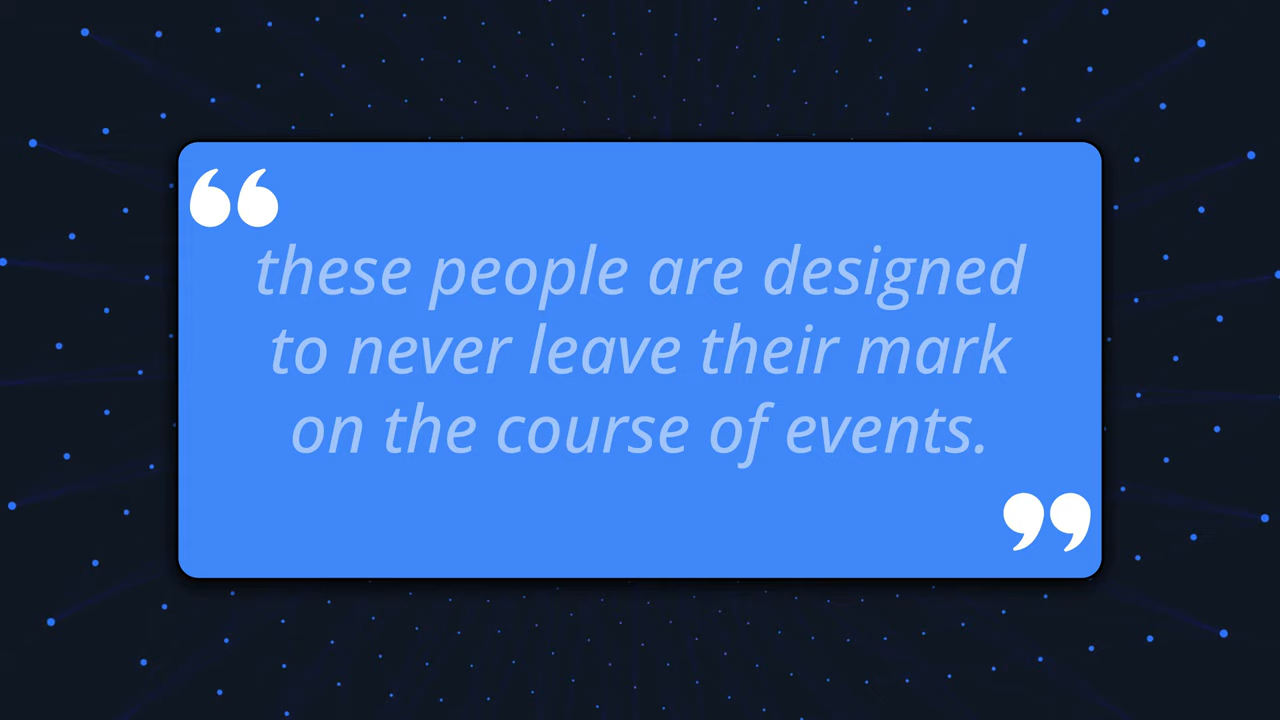 “
these people are designed
to never leave their mark
on the course of events.
”